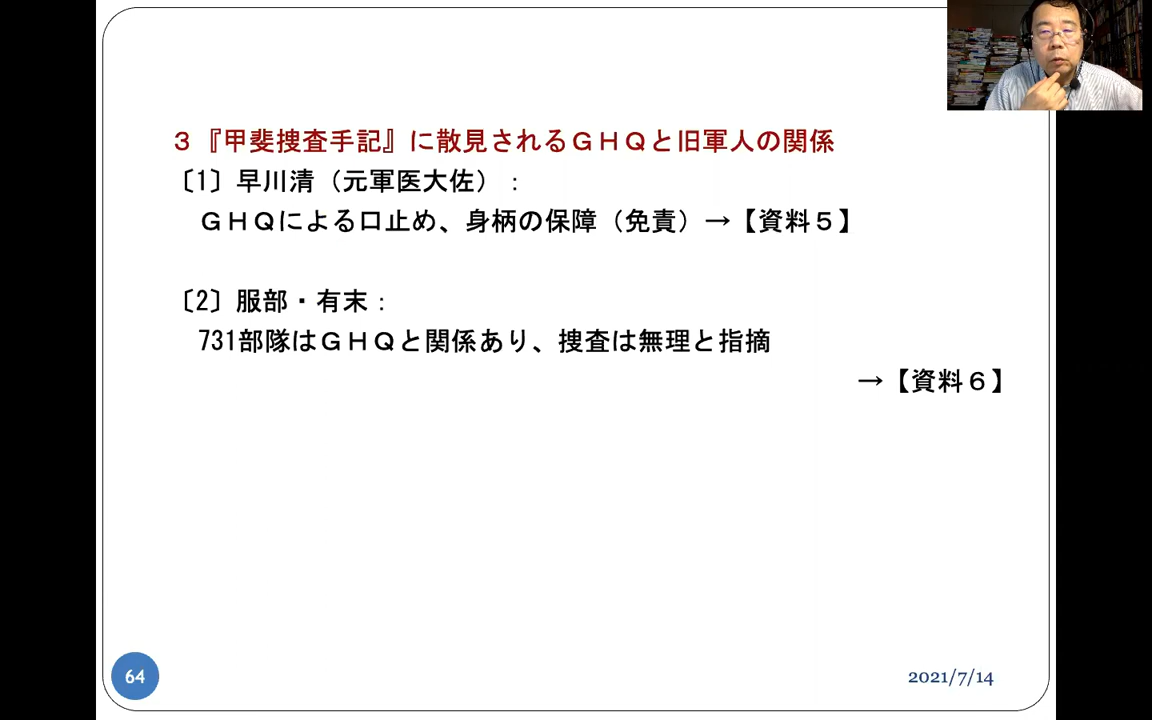 ３『甲斐捜査手記』に散見されるＧＨＱと旧軍人の関係
〔1〕早川清（元軍医大佐）：
ＧＨＱによる口止め、身柄の保障（免責）→【資料５】
〔2〕服部・有末：
731部隊はＧＨＱと関係あり、捜査は無理と指摘
→【資料６】
64
2021/7/14